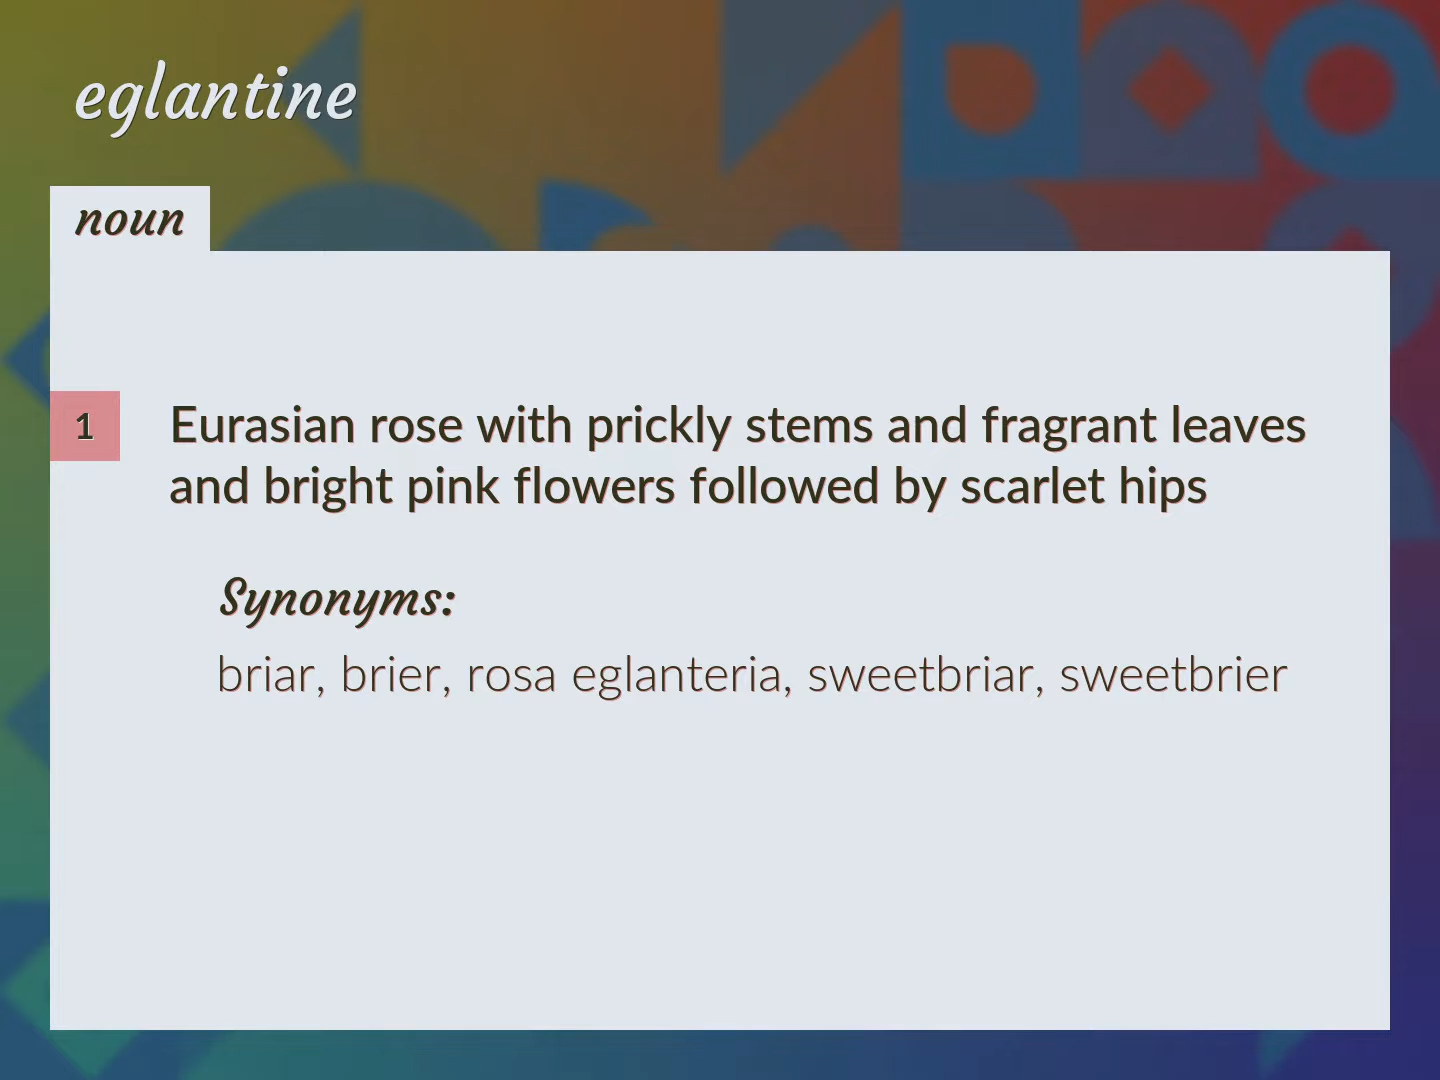 eglantine
noun
1
Eurasian rose with prickly stems and fragrant leaves
and bright pink flowers followed by scarlet hips
Synonyms:
briar, brier, rosa eglanteria, sweetbriar, sweetbrier